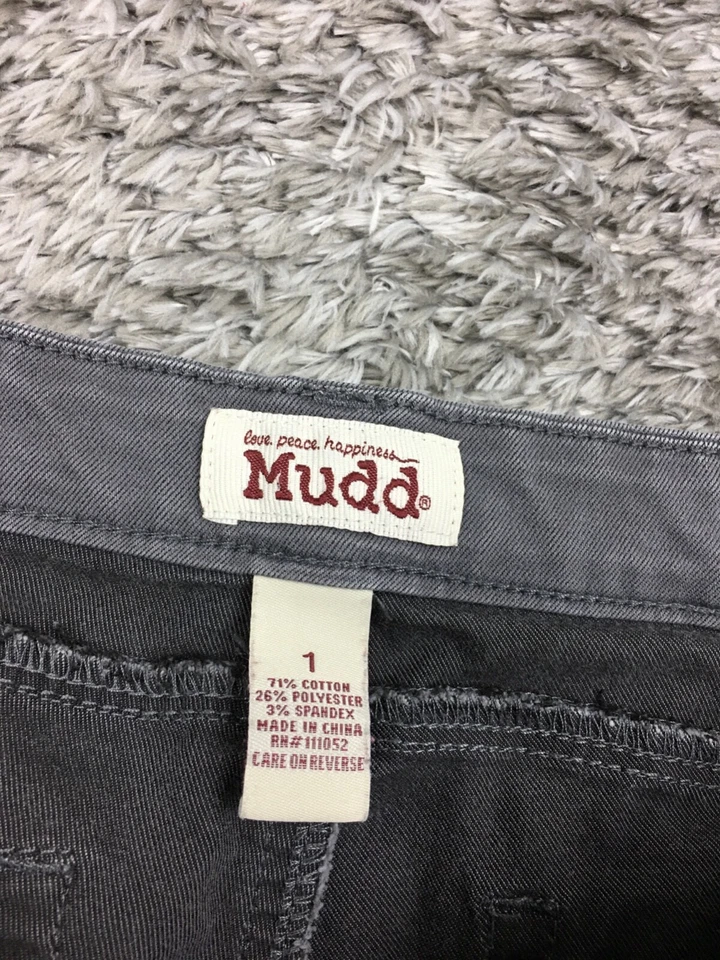 love. peace. happiness
Mudd®
1
71% COTTON
26% POLYESTER
3% SPANDEX
MADE IN CHINA
RN#111052
CARE ON REVERSE